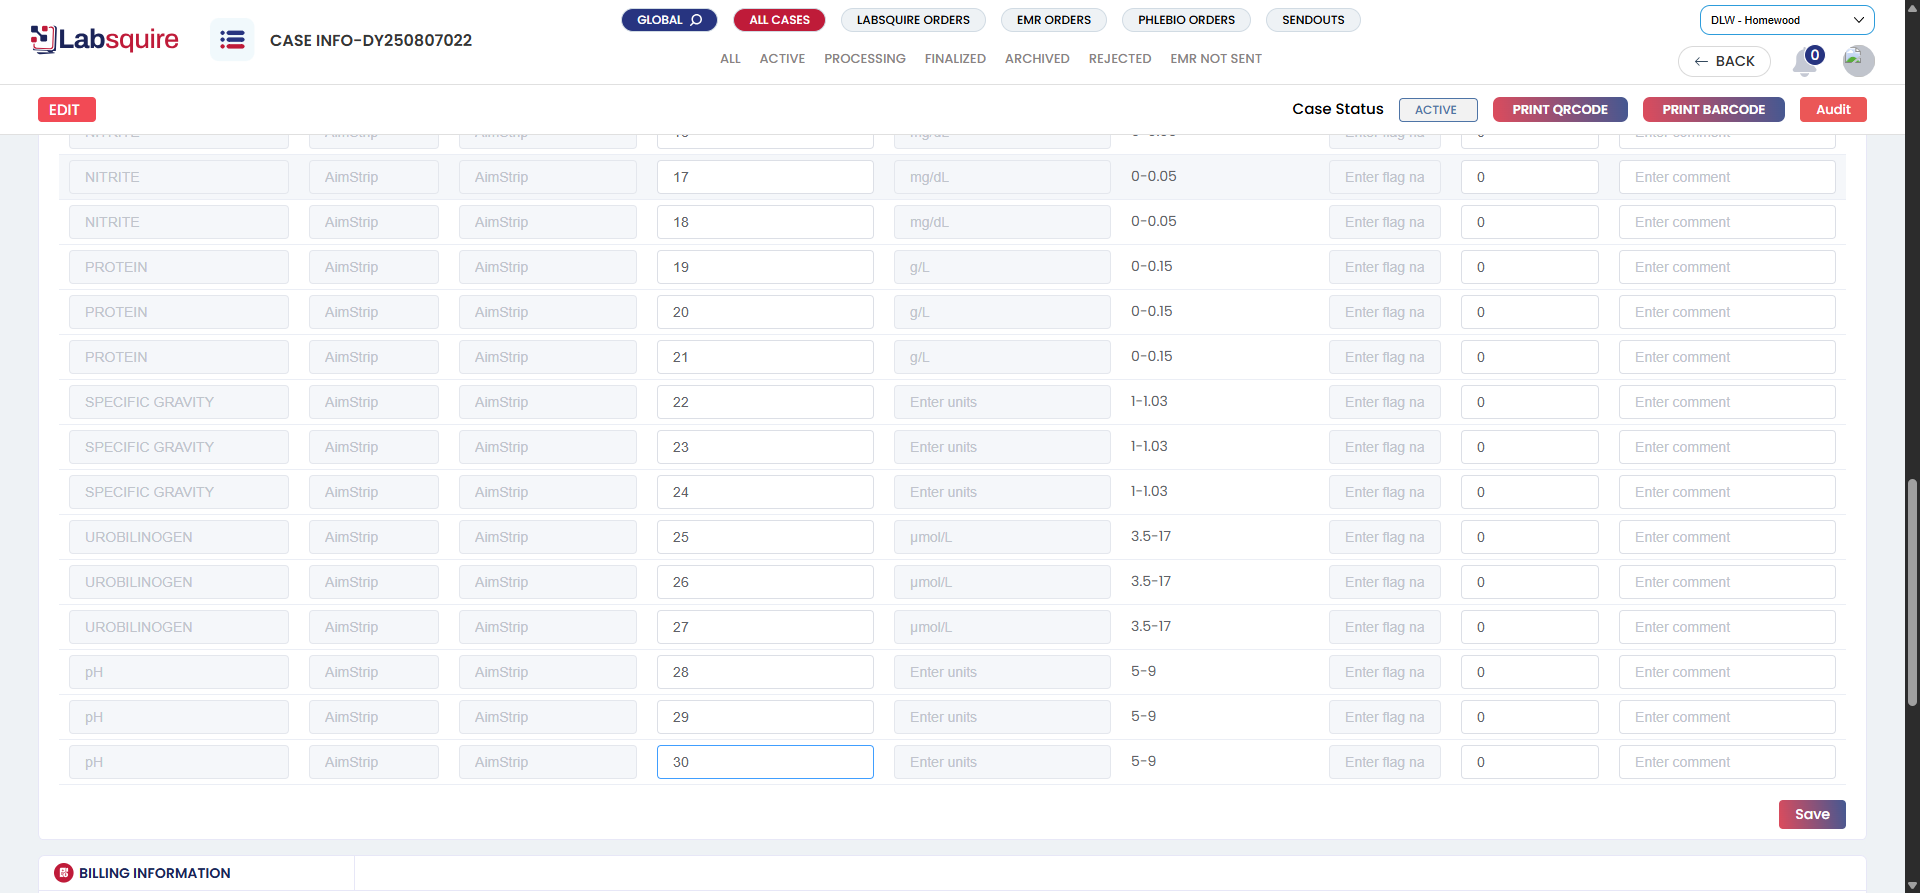 Labsquire
CASE INFO-DY250807022
GLOBAL ALL CASES LABSQUIRE ORDERS EMR ORDERS PHLEBIO ORDERS SENDOUTS
ALL ACTIVE PROCESSING FINALIZED ARCHIVED REJECTED EMR NOT SENT
DLW - Homewood
BACK 0
EDIT Case Status ACTIVE PRINT QRCODE PRINT BARCODE Audit
NITRITE AimStrip AimStrip 17 mg/dL 0-0.05 Enter flag na 0 Enter comment
NITRITE AimStrip AimStrip 18 mg/dL 0-0.05 Enter flag na 0 Enter comment
PROTEIN AimStrip AimStrip 19 g/L 0-0.15 Enter flag na 0 Enter comment
PROTEIN AimStrip AimStrip 20 g/L 0-0.15 Enter flag na 0 Enter comment
PROTEIN AimStrip AimStrip 21 g/L 0-0.15 Enter flag na 0 Enter comment
SPECIFIC GRAVITY AimStrip AimStrip 22 Enter units 1-1.03 Enter flag na 0 Enter comment
SPECIFIC GRAVITY AimStrip AimStrip 23 Enter units 1-1.03 Enter flag na 0 Enter comment
SPECIFIC GRAVITY AimStrip AimStrip 24 Enter units 1-1.03 Enter flag na 0 Enter comment
UROBILINOGEN AimStrip AimStrip 25 µmol/L 3.5-17 Enter flag na 0 Enter comment
UROBILINOGEN AimStrip AimStrip 26 µmol/L 3.5-17 Enter flag na 0 Enter comment
UROBILINOGEN AimStrip AimStrip 27 µmol/L 3.5-17 Enter flag na 0 Enter comment
pH AimStrip AimStrip 28 Enter units 5-9 Enter flag na 0 Enter comment
pH AimStrip AimStrip 29 Enter units 5-9 Enter flag na 0 Enter comment
pH AimStrip AimStrip 30 Enter units 5-9 Enter flag na 0 Enter comment
Save
BILLING INFORMATION